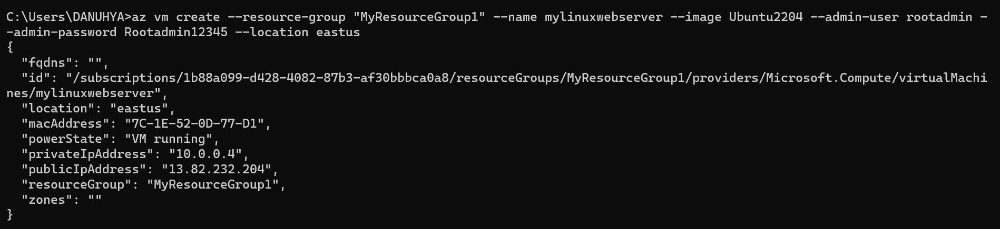 C:\Users\DANUHYA>az vm create --resource-group "MyResourceGroup1" --name mylinuxwebserver --image Ubuntu2204 --admin-user rootadmin -
-admin-password Rootadmin12345 --location eastus
{
  "fqdns": "",
  "id": "/subscriptions/1b88a099-d428-4082-87b3-af30bbbca0a8/resourceGroups/MyResourceGroup1/providers/Microsoft.Compute/virtualMachi
nes/mylinuxwebserver",
  "location": "eastus",
  "macAddress": "7C-1E-52-0D-77-D1",
  "powerState": "VM running",
  "privateIpAddress": "10.0.0.4",
  "publicIpAddress": "13.82.232.204",
  "resourceGroup": "MyResourceGroup1",
  "zones": ""
}